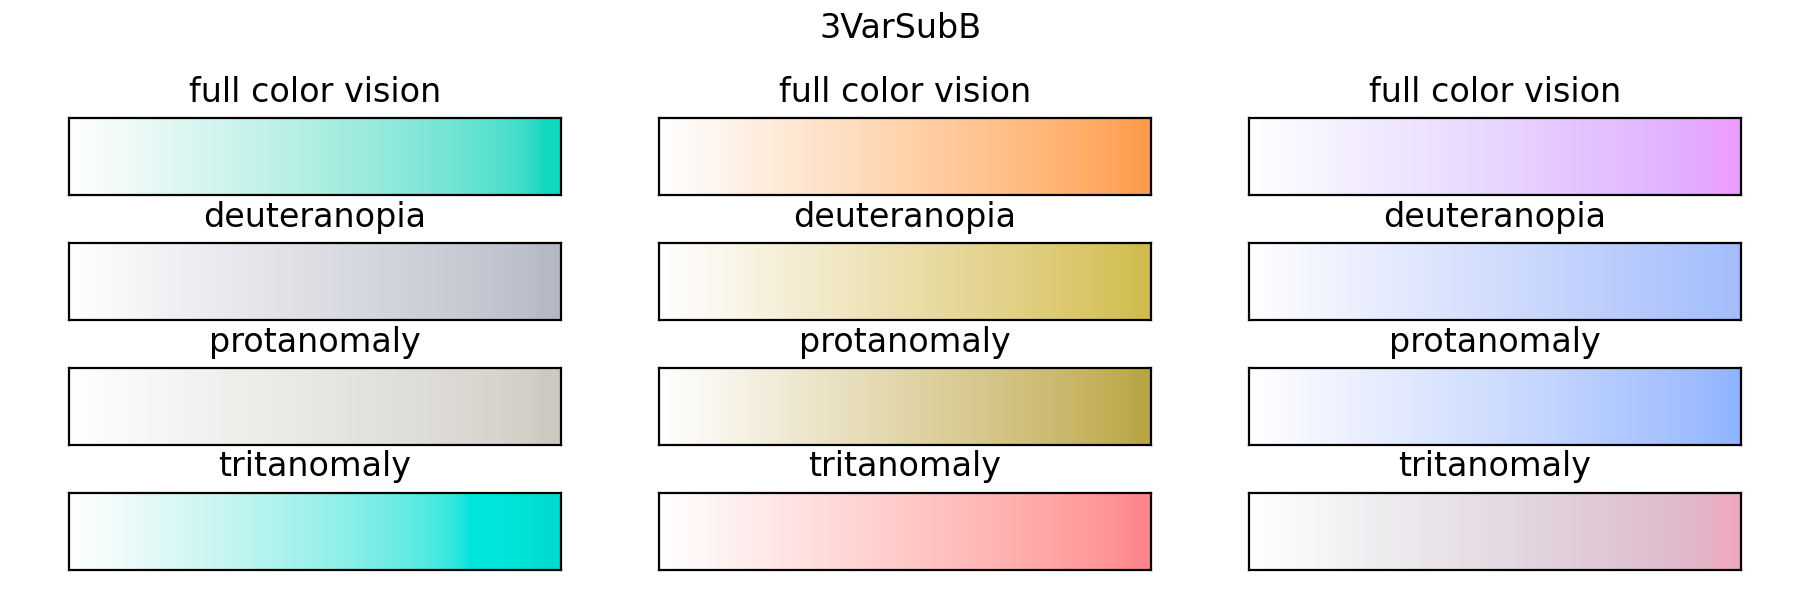 3VarSubB
full color vision
full color vision
full color vision
deuteranopia
deuteranopia
deuteranopia
protanomaly
protanomaly
protanomaly
tritanomaly
tritanomaly
tritanomaly